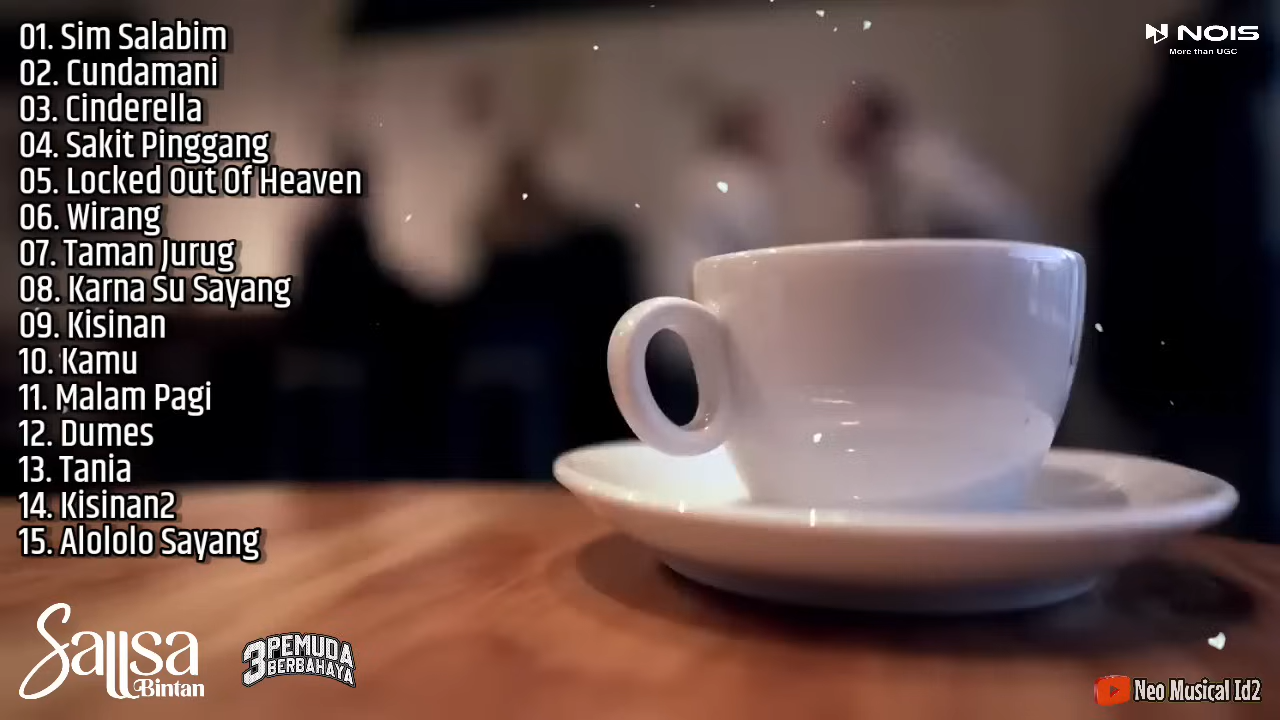 01. Sim Salabim
02. Cundamani
03. Cinderella
04. Sakit Pinggang
05. Locked Out Of Heaven
06. Wirang
07. Taman Jurug
08. Karna Su Sayang
09. Kisinan
10. Kamu
11. Malam Pagi
12. Dumes
13. Tania
14. Kisinan2
15. Alololo Sayang
NOIS
More than UGC
Sallsa
Bintan
3 PEMUDA
BERBAHAYA
Neo Musical Id2